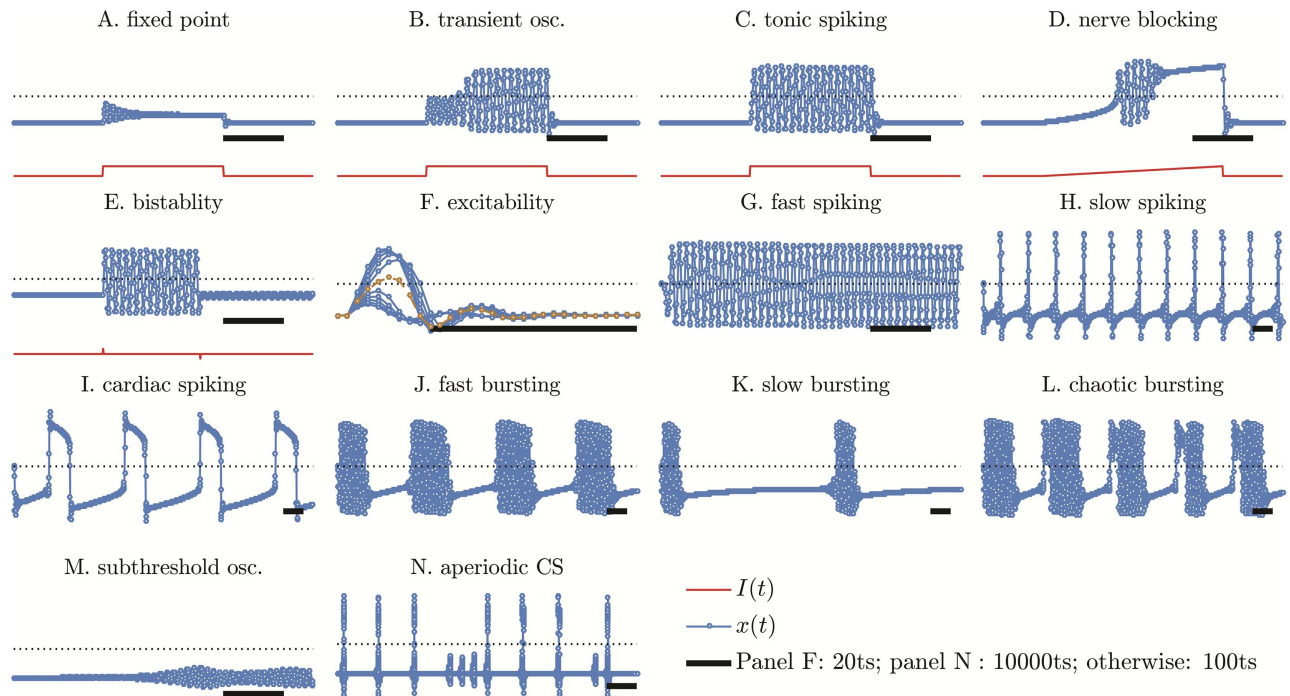 A. fixed point
B. transient osc.
C. tonic spiking
D. nerve blocking
E. bistablity
F. excitability
G. fast spiking
H. slow spiking
I. cardiac spiking
J. fast bursting
K. slow bursting
L. chaotic bursting
M. subthreshold osc.
N. aperiodic CS
I(t)
x(t)
Panel F: 20ts; panel N : 10000ts; otherwise: 100ts